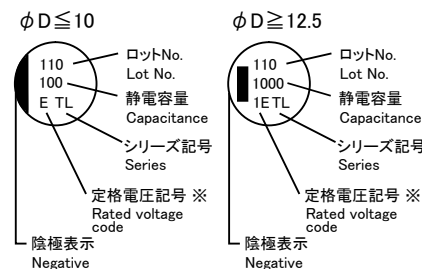 φD≦10
110
100
E TL
ロットNo.
Lot No.
静電容量
Capacitance
シリーズ記号
Series
定格電圧記号 ※
Rated voltage
code
陰極表示
Negative
φD≧12.5
110
1000
1E TL
ロットNo.
Lot No.
静電容量
Capacitance
シリーズ記号
Series
定格電圧記号 ※
Rated voltage
code
陰極表示
Negative